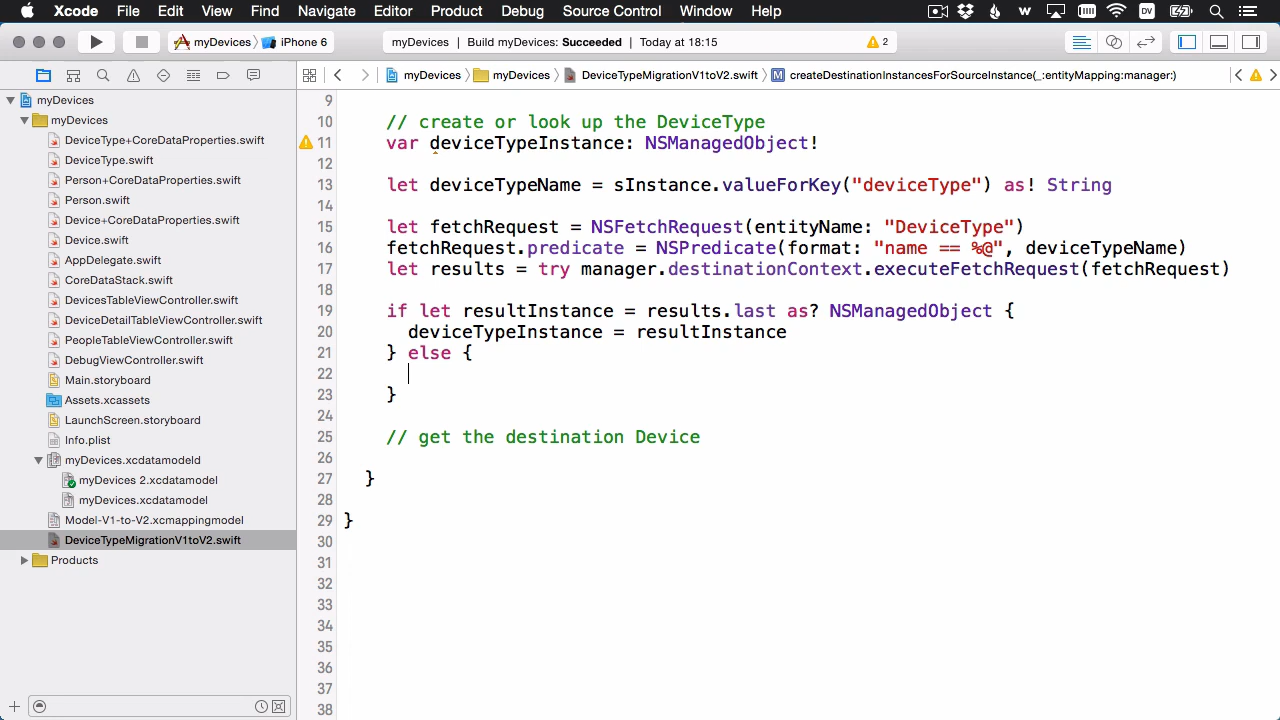 Xcode File Edit View Find Navigate Editor Product Debug Source Control Window Help
myDevices iPhone 6 myDevices | Build myDevices: Succeeded | Today at 18:15 2
myDevices myDevices DeviceTypeMigrationV1toV2.swift M createDestinationInstancesForSourceInstance(_:entityMapping:manager:)
myDevices
myDevices
DeviceType+CoreDataProperties.swift
DeviceType.swift
Person+CoreDataProperties.swift
Person.swift
Device+CoreDataProperties.swift
Device.swift
AppDelegate.swift
CoreDataStack.swift
DevicesTableViewController.swift
DeviceDetailTableViewController.swift
PeopleTableViewController.swift
DebugViewController.swift
Main.storyboard
Assets.xcassets
LaunchScreen.storyboard
Info.plist
myDevices.xcdatamodeld
myDevices 2.xcdatamodel
myDevices.xcdatamodel
Model-V1-to-V2.xcmappingmodel
DeviceTypeMigrationV1toV2.swift
Products
9
10 // create or look up the DeviceType
11 var deviceTypeInstance: NSManagedObject!
12
13 let deviceTypeName = sInstance.valueForKey("deviceType") as! String
14
15 let fetchRequest = NSFetchRequest(entityName: "DeviceType")
16 fetchRequest.predicate = NSPredicate(format: "name == %@", deviceTypeName)
17 let results = try manager.destinationContext.executeFetchRequest(fetchRequest)
18
19 if let resultInstance = results.last as? NSManagedObject {
20 deviceTypeInstance = resultInstance
21 } else {
22
23 }
24
25 // get the destination Device
26
27 }
28
29 }
30
31
32
33
34
35
36
37
38